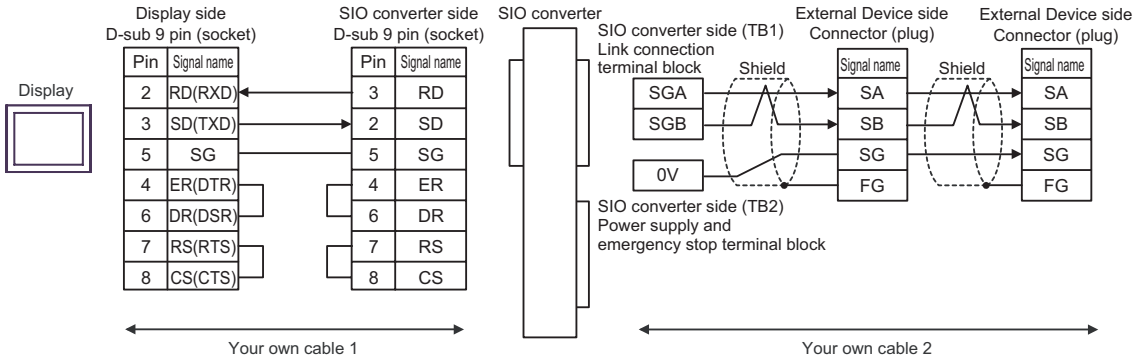 Display side
D-sub 9 pin (socket)
SIO converter side
D-sub 9 pin (socket)
SIO converter
SIO converter side (TB1)
Link connection
terminal block
External Device side
Connector (plug)
External Device side
Connector (plug)
Display
Pin Signal name
2 RD(RXD)
3 SD(TXD)
5 SG
4 ER(DTR)
6 DR(DSR)
7 RS(RTS)
8 CS(CTS)
Pin Signal name
3 RD
2 SD
5 SG
4 ER
6 DR
7 RS
8 CS
SGA
SGB
0V
Shield
Signal name
SA
SB
SG
FG
Shield
Signal name
SA
SB
SG
FG
SIO converter side (TB2)
Power supply and
emergency stop terminal block
Your own cable 1
Your own cable 2